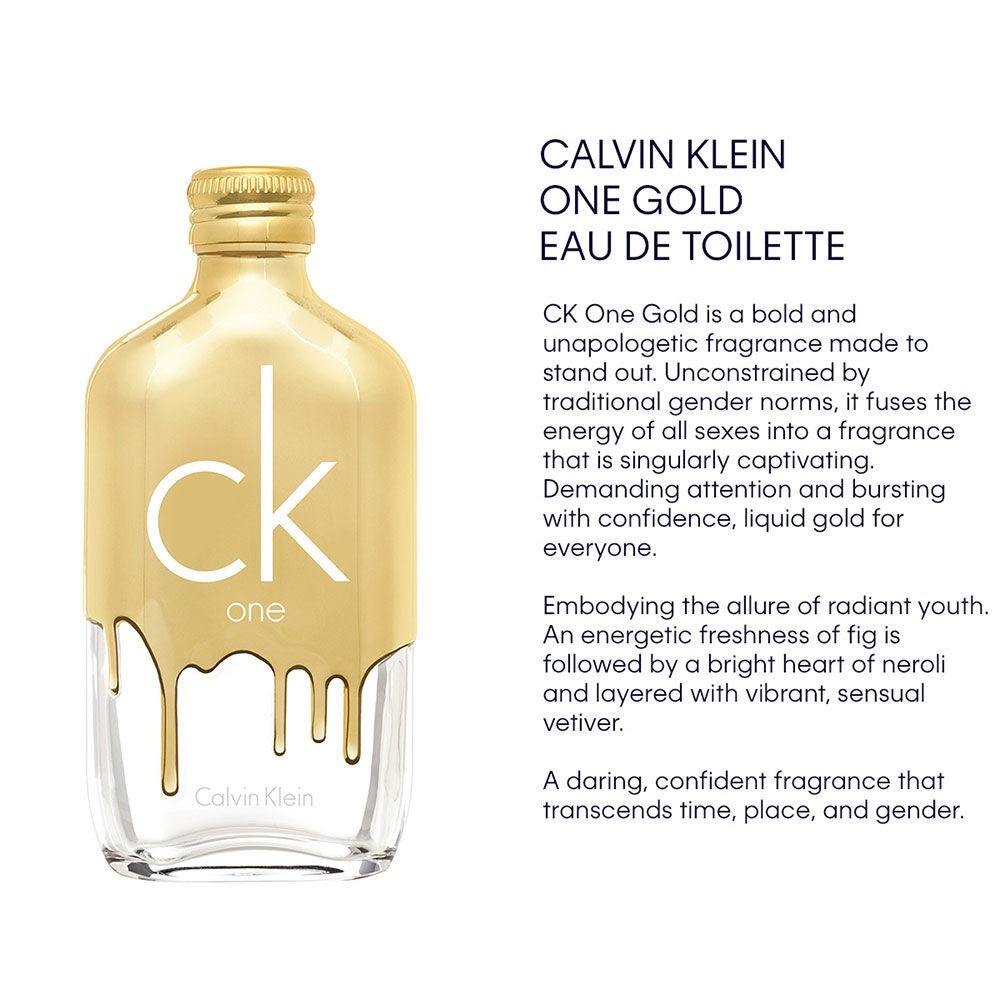 CALVIN KLEIN
ONE GOLD
EAU DE TOILETTE
CK One Gold is a bold and
unapologetic fragrance made to
stand out. Unconstrained by
traditional gender norms, it fuses the
energy of all sexes into a fragrance
that is singularly captivating.
Demanding attention and bursting
with confidence, liquid gold for
everyone.
Embodying the allure of radiant youth.
An energetic freshness of fig is
followed by a bright heart of neroli
and layered with vibrant, sensual
vetiver.
A daring, confident fragrance that
transcends time, place, and gender.
ck
one
Calvin Klein